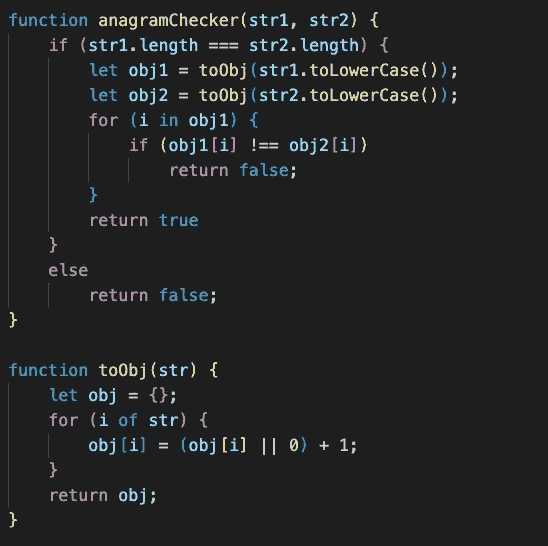 function anagramChecker(str1, str2) {
    if (str1.length === str2.length) {
        let obj1 = toObj(str1.toLowerCase());
        let obj2 = toObj(str2.toLowerCase());
        for (i in obj1) {
            if (obj1[i] !== obj2[i])
                return false;
        }
        return true
    }
    else
        return false;
}

function toObj(str) {
    let obj = {};
    for (i of str) {
        obj[i] = (obj[i] || 0) + 1;
    }
    return obj;
}